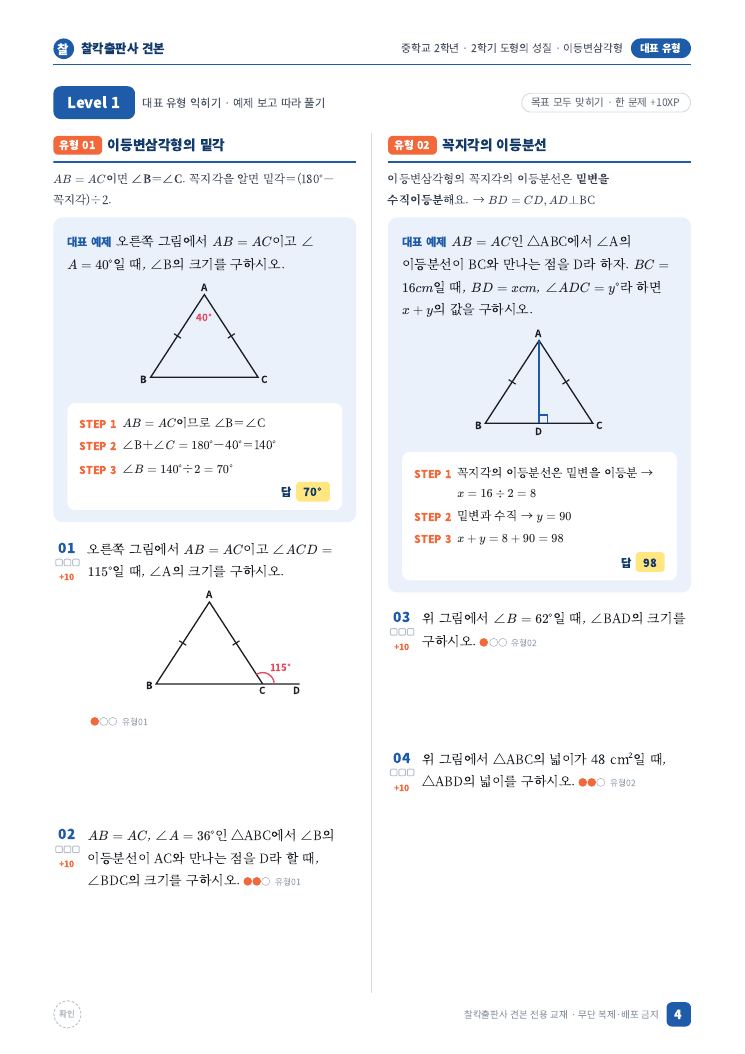 찰 찰칵출판사 견본
중학교 2학년 · 2학기 도형의 성질 · 이등변삼각형 대표 유형
Level 1 대표 유형 익히기 · 예제 보고 따라 풀기
목표 모두 맞히기 · 한 문제 +10XP
유형 01 이등변삼각형의 밑각
AB = AC이면 ∠B=∠C. 꼭지각을 알면 밑각=(180°−
꼭지각)÷2.
대표 예제 오른쪽 그림에서 AB = AC이고 ∠
A = 40°일 때, ∠B의 크기를 구하시오.
A
40°
B C
STEP 1 AB = AC이므로 ∠B=∠C
STEP 2 ∠B+∠C = 180°−40°=140°
STEP 3 ∠B = 140°÷2 = 70°
답 70°
01 오른쪽 그림에서 AB = AC이고 ∠ACD =
115°일 때, ∠A의 크기를 구하시오.
+10
A
115°
B C D
유형01
02 AB = AC, ∠A = 36°인 △ABC에서 ∠B의
이등분선이 AC와 만나는 점을 D라 할 때,
+10
∠BDC의 크기를 구하시오. 유형01
유형 02 꼭지각의 이등분선
이등변삼각형의 꼭지각의 이등분선은 밑변을
수직이등분해요. → BD = CD, AD⊥BC
대표 예제 AB = AC인 △ABC에서 ∠A의
이등분선이 BC와 만나는 점을 D라 하자. BC =
16cm일 때, BD = xcm, ∠ADC = y°라 하면
x + y의 값을 구하시오.
A
B D C
STEP 1 꼭지각의 이등분선은 밑변을 이등분 →
x = 16 ÷ 2 = 8
STEP 2 밑변과 수직 → y = 90
STEP 3 x + y = 8 + 90 = 98
답 98
03 위 그림에서 ∠B = 62°일 때, ∠BAD의 크기를
구하시오. 유형02
+10
04 위 그림에서 △ABC의 넓이가 48 cm²일 때,
△ABD의 넓이를 구하시오. 유형02
+10
확인
찰칵출판사 견본 전용 교재 · 무단 복제·배포 금지 4